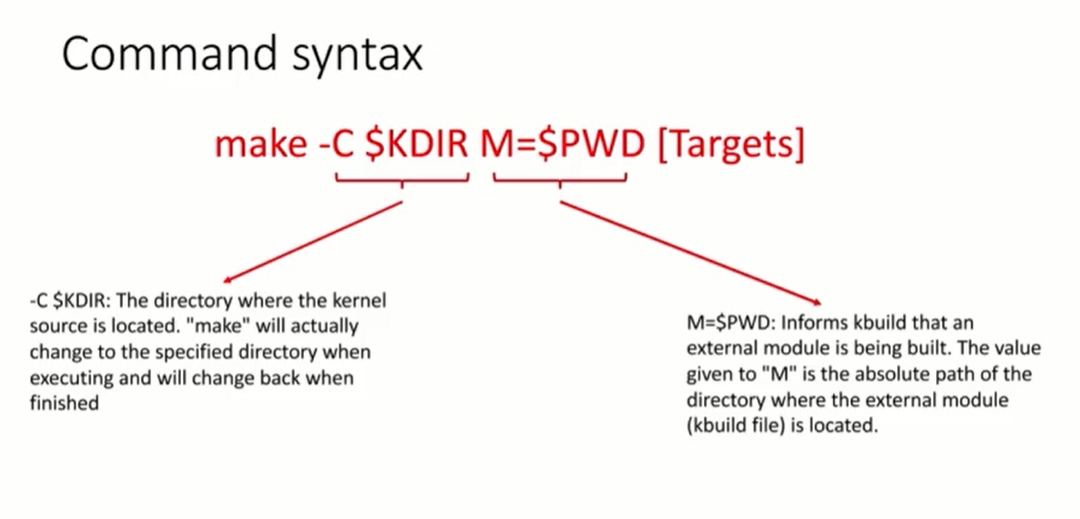 Command syntax
make -C $KDIR M=$PWD [Targets]
-C $KDIR: The directory where the kernel
source is located. "make" will actually
change to the specified directory when
executing and will change back when
finished
M=$PWD: Informs kbuild that an
external module is being built. The value
given to "M" is the absolute path of the
directory where the external module
(kbuild file) is located.